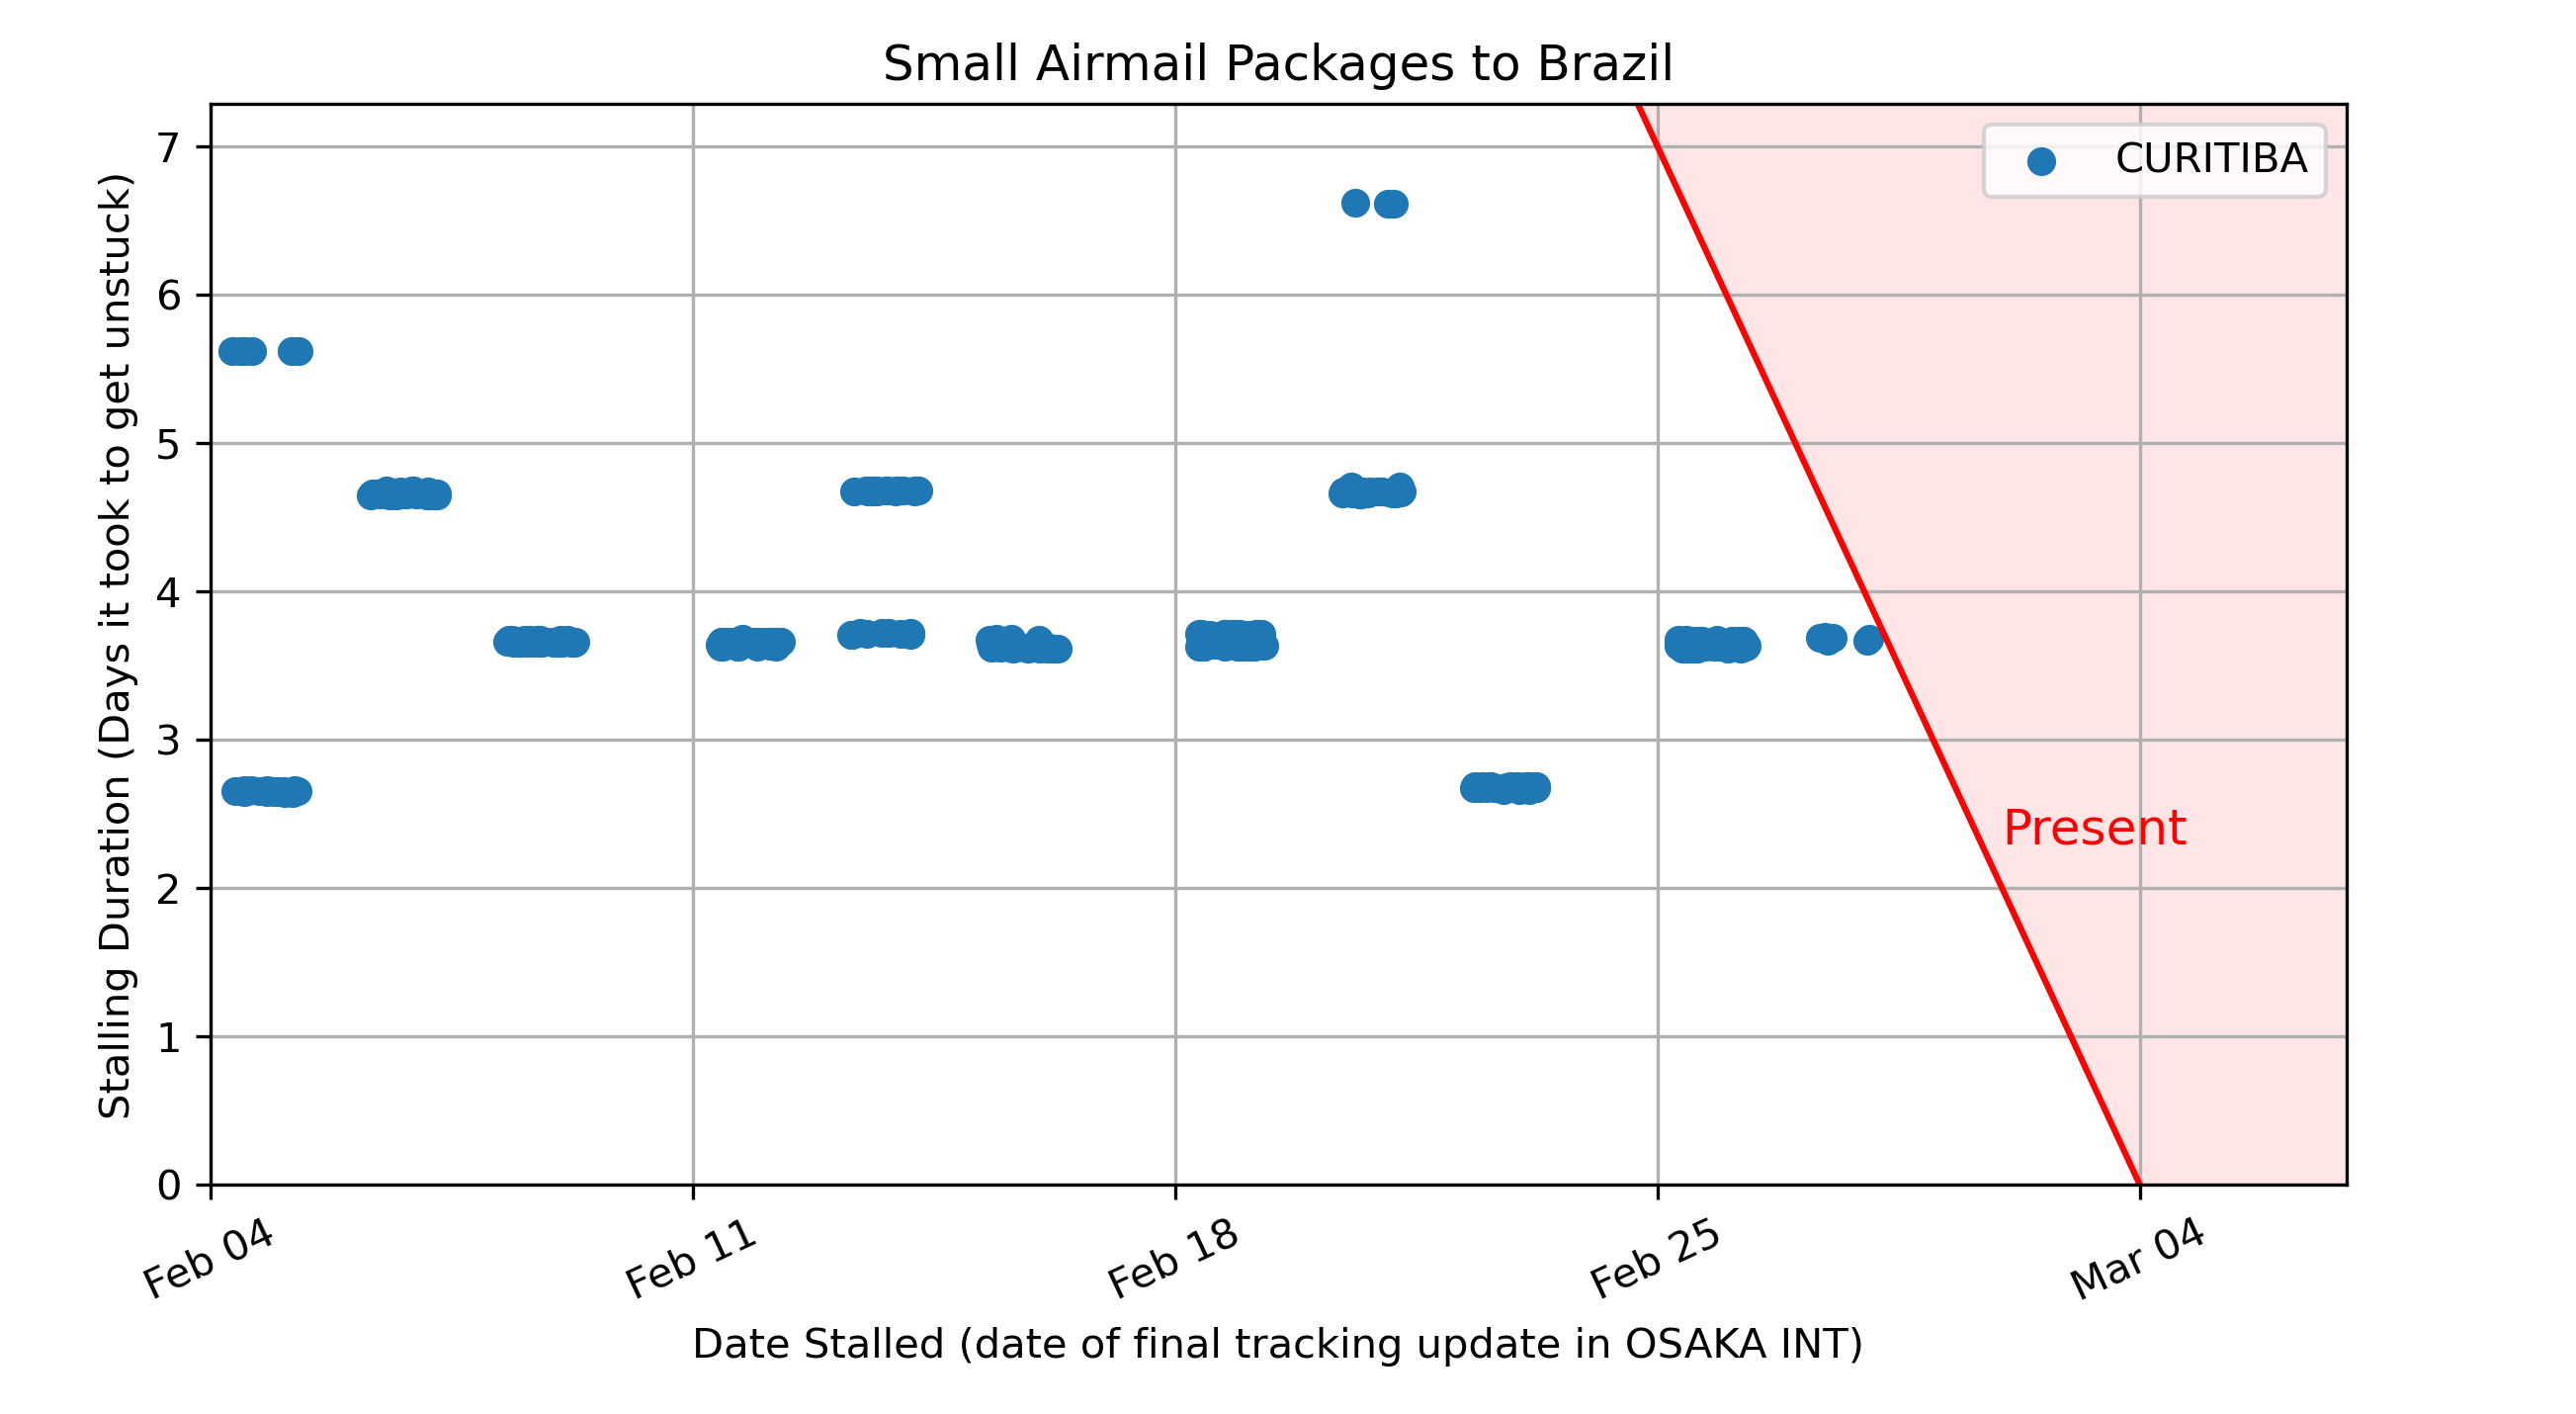 Small Airmail Packages to Brazil
Stalling Duration (Days it took to get unstuck)
7
6
5
4
3
2
1
0
CURITIBA
Present
Feb 04
Feb 11
Feb 18
Feb 25
Mar 04
Date Stalled (date of final tracking update in OSAKA INT)